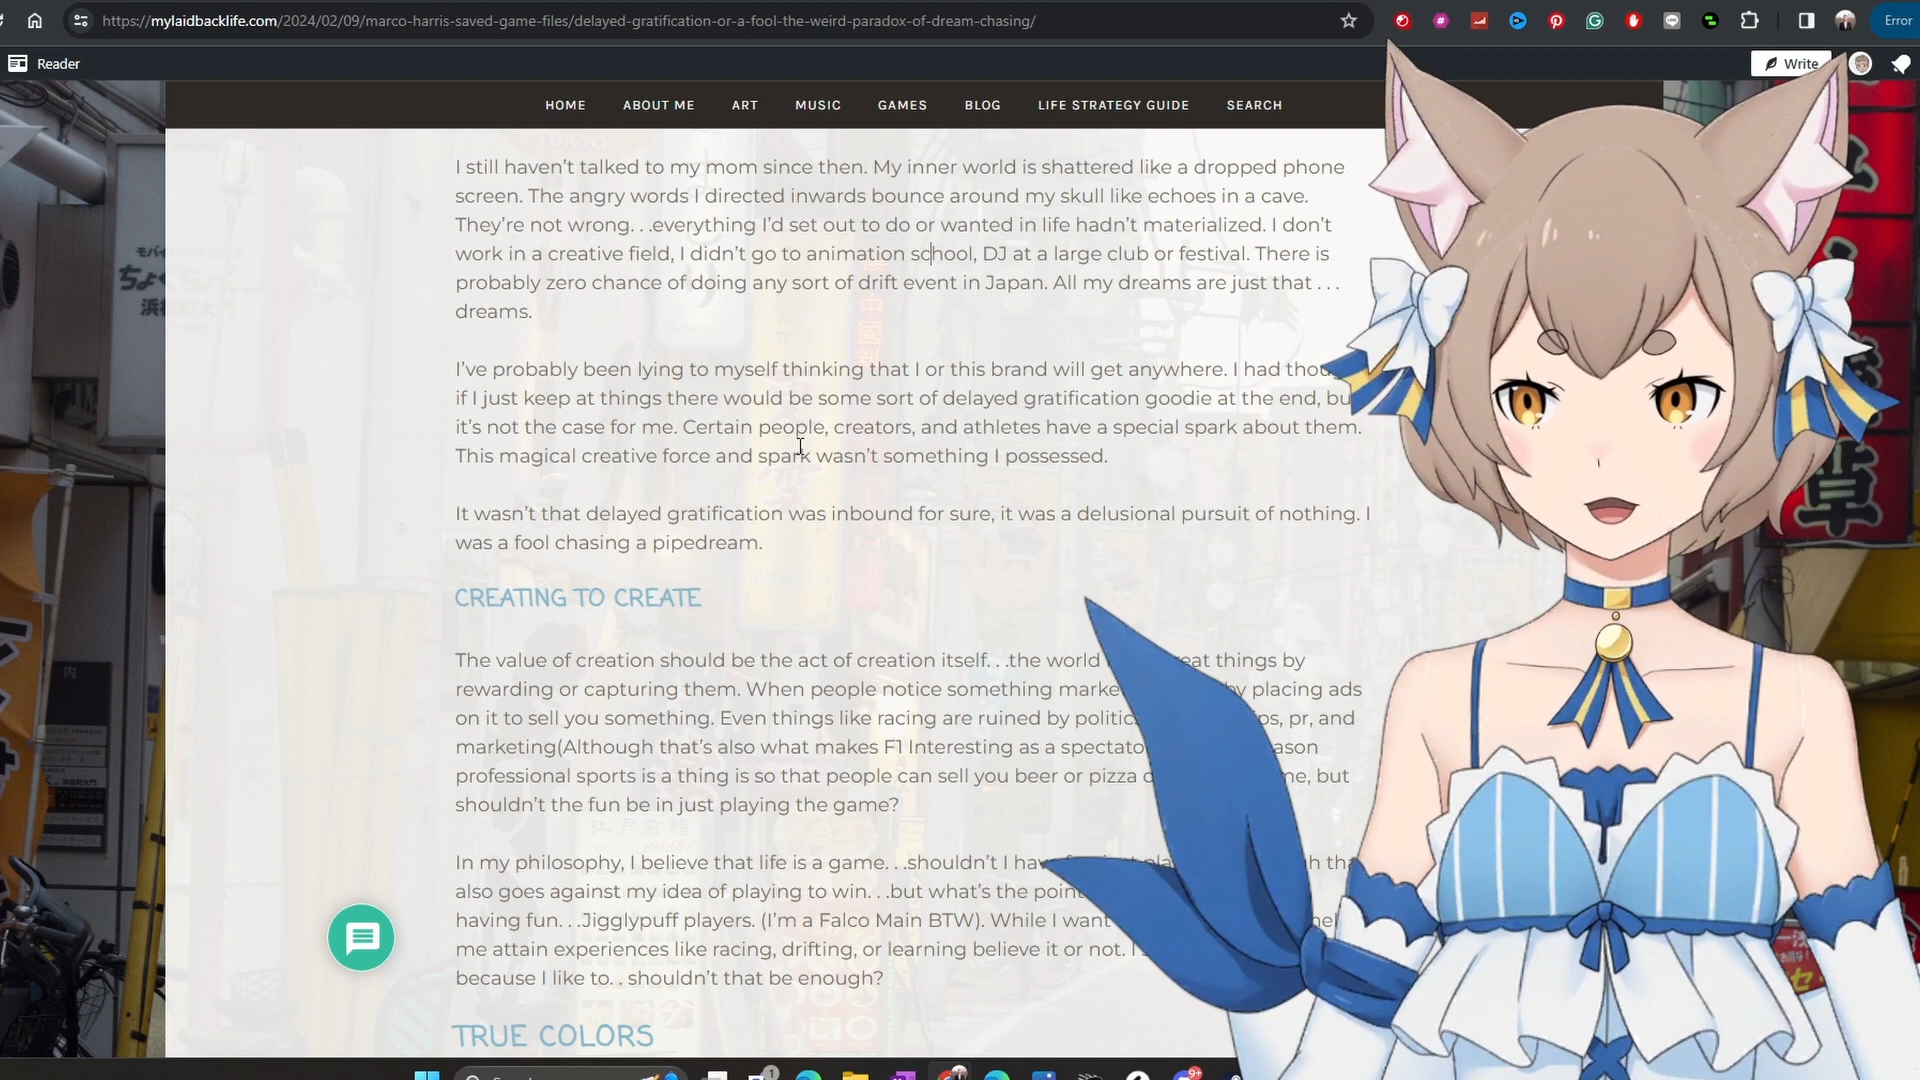 https://mylaidbacklife.com/2024/02/09/marco-harris-saved-game-files/delayed-gratification-or-a-fool-the-weird-paradox-of-dream-chasing/
Error
Reader
Write
HOME ABOUT ME ART MUSIC GAMES BLOG LIFE STRATEGY GUIDE SEARCH
I still haven’t talked to my mom since then. My inner world is shattered like a dropped phone
screen. The angry words I directed inwards bounce around my skull like echoes in a cave.
They’re not wrong. . .everything I’d set out to do or wanted in life hadn’t materialized. I don’t
work in a creative field, I didn’t go to animation school, DJ at a large club or festival. There is
probably zero chance of doing any sort of drift event in Japan. All my dreams are just that . . .
dreams.
I’ve probably been lying to myself thinking that I or this brand will get anywhere. I had
if I just keep at things there would be some sort of delayed gratification goodie at the end,
it’s not the case for me. Certain people, creators, and athletes have a special spark about them.
This magical creative force and spark wasn’t something I possessed.
It wasn’t that delayed gratification was inbound for sure, it was a delusional pursuit of nothing. I
was a fool chasing a pipedream.
CREATING TO CREATE
The value of creation should be the act of creation itself. . .the world things by
rewarding or capturing them. When people notice something by placing ads
on it to sell you something. Even things like racing are ruined by pr, and
marketing(Although that’s also what makes F1 Interesting as a
professional sports is a thing is so that people can sell you beer or pizza but
shouldn’t the fun be in just playing the game?
In my philosophy, I believe that life is a game. . .shouldn’t I
also goes against my idea of playing to win. . .but what’s the
having fun. . .Jigglypuff players. (I’m a Falco Main BTW). While I want
me attain experiences like racing, drifting, or learning believe it or not.
because I like to. . shouldn’t that be enough?
TRUE COLORS